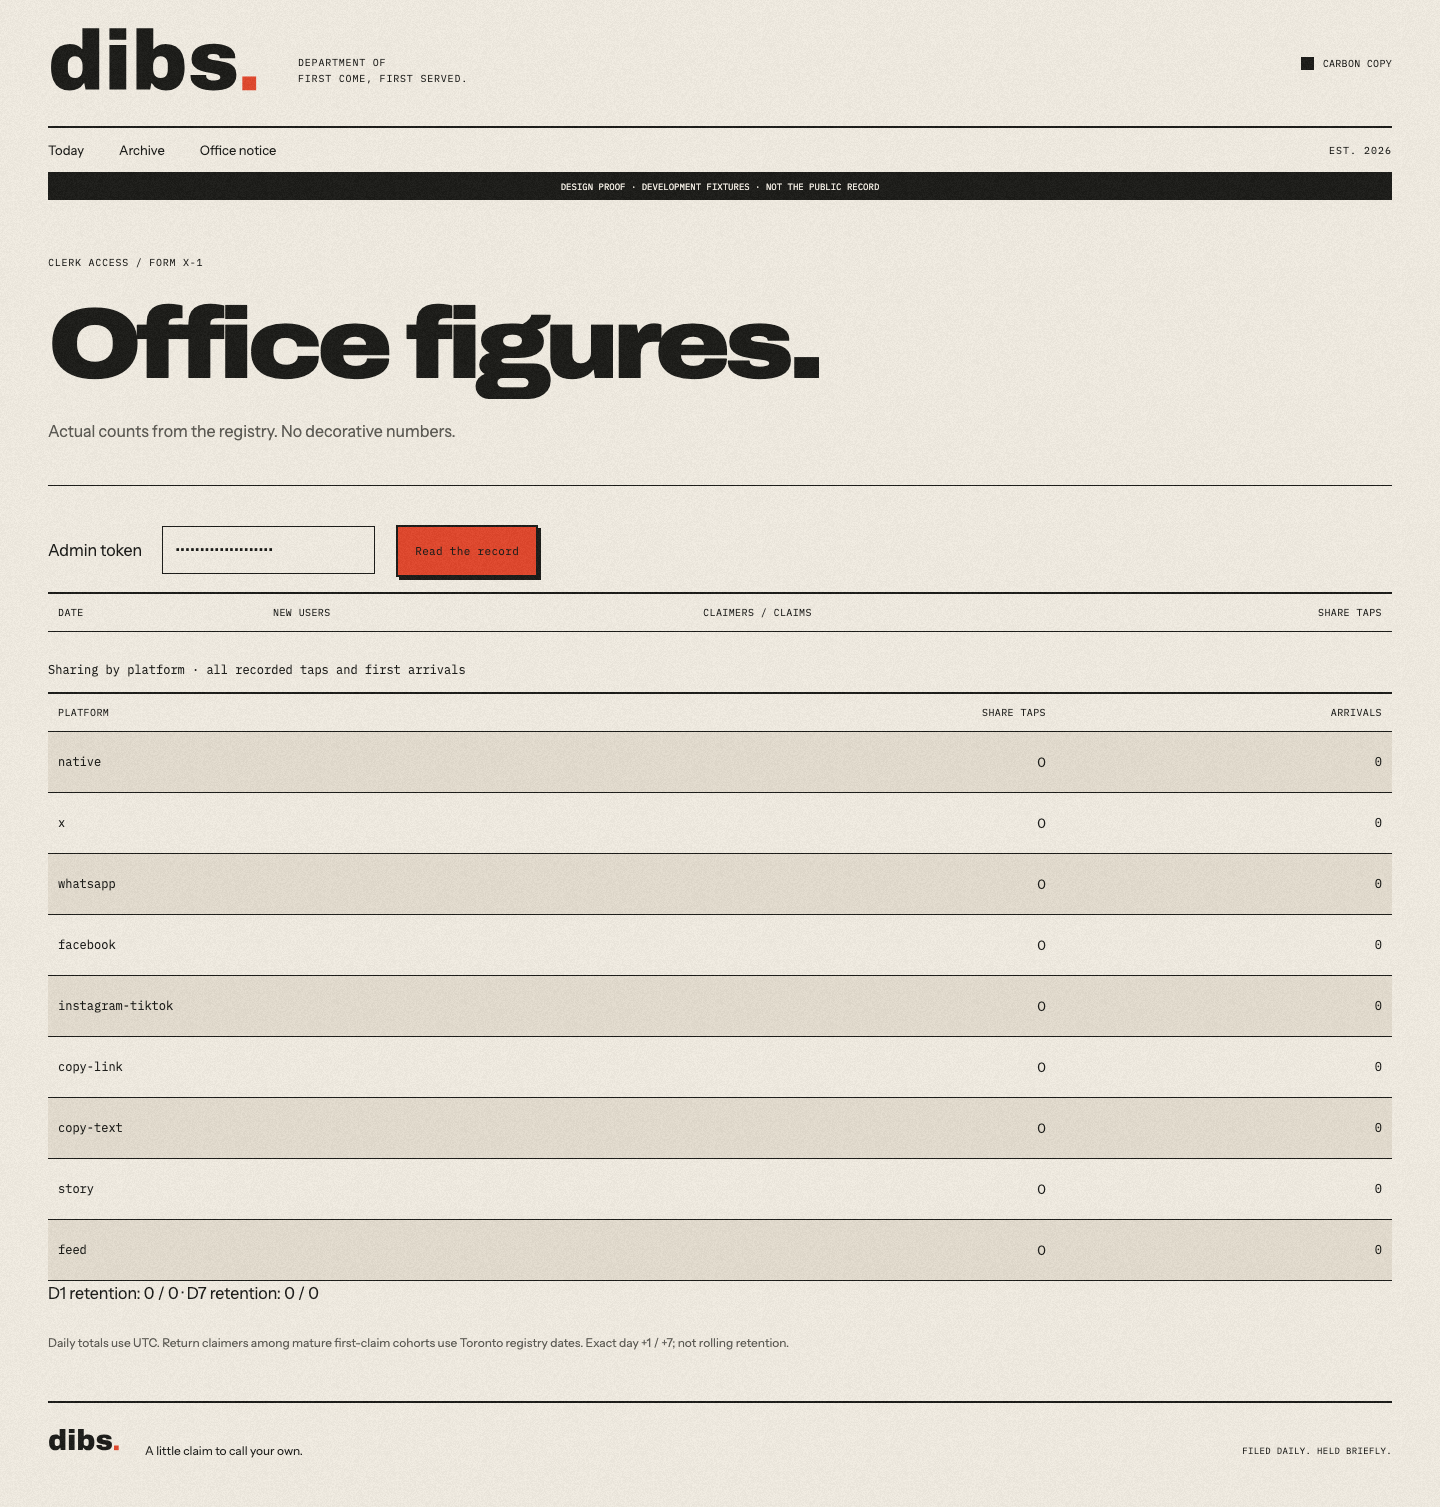 dibs.
DEPARTMENT OF
FIRST COME, FIRST SERVED.
CARBON COPY
Today Archive Office notice EST. 2026
DESIGN PROOF · DEVELOPMENT FIXTURES · NOT THE PUBLIC RECORD
CLERK ACCESS / FORM X-1
Office figures.
Actual counts from the registry. No decorative numbers.
Admin token Read the record
DATE NEW USERS CLAIMERS / CLAIMS SHARE TAPS
Sharing by platform · all recorded taps and first arrivals
PLATFORM SHARE TAPS ARRIVALS
native 0 0
x 0 0
whatsapp 0 0
facebook 0 0
instagram-tiktok 0 0
copy-link 0 0
copy-text 0 0
story 0 0
feed 0 0
D1 retention: 0 / 0 · D7 retention: 0 / 0
Daily totals use UTC. Return claimers among mature first-claim cohorts use Toronto registry dates. Exact day +1 / +7; not rolling retention.
dibs. A little claim to call your own. FILED DAILY. HELD BRIEFLY.